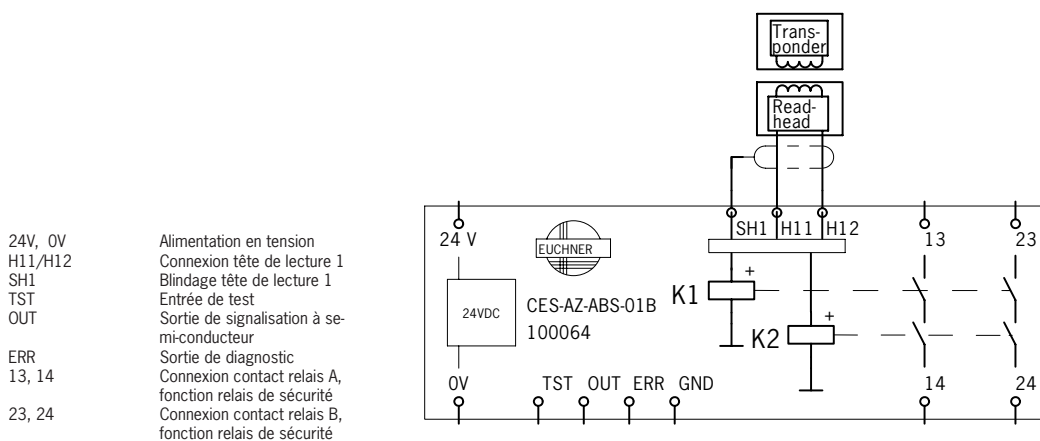 24V, 0V Alimentation en tension
H11/H12 Connexion tête de lecture 1
SH1 Blindage tête de lecture 1
TST Entrée de test
OUT Sortie de signalisation à se-
mi-conducteur
ERR Sortie de diagnostic
13, 14 Connexion contact relais A,
fonction relais de sécurité
23, 24 Connexion contact relais B,
fonction relais de sécurité
Trans-
ponder
Read-
head
24 V
EUCHNER
SH1 H11 H12
13
23
K1
+
24VDC
CES-AZ-ABS-01B
100064
K2
+
0V
TST OUT ERR GND
14
24